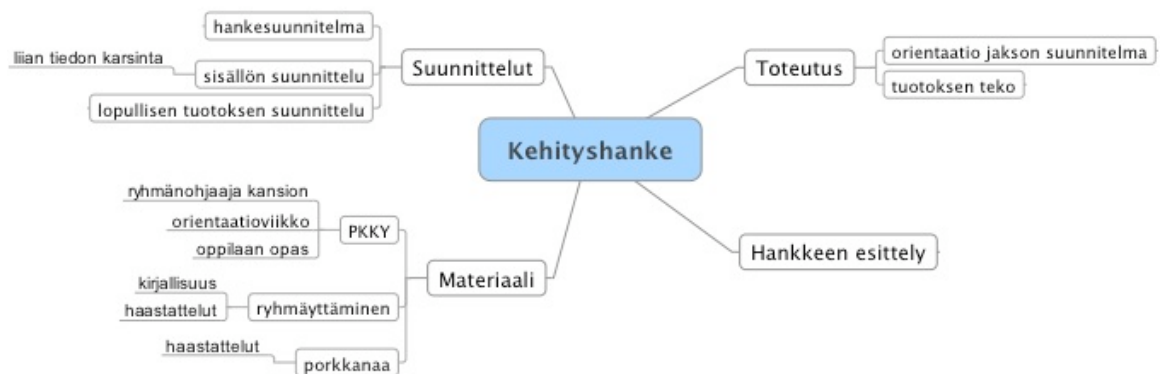 hankesuunnitelma
liian tiedon karsinta
sisällön suunnittelu
lopullisen tuotoksen suunnittelu
Suunnittelut
Toteutus
orientaatio jakson suunnitelma
tuotoksen teko
Kehityshanke
ryhmänohjaaja kansion
orientaatioviikko
oppilaan opas
PKKY
Materiaali
kirjallisuus
haastattelut
ryhmäyttäminen
haastattelut
porkkanaa
Hankkeen esittely